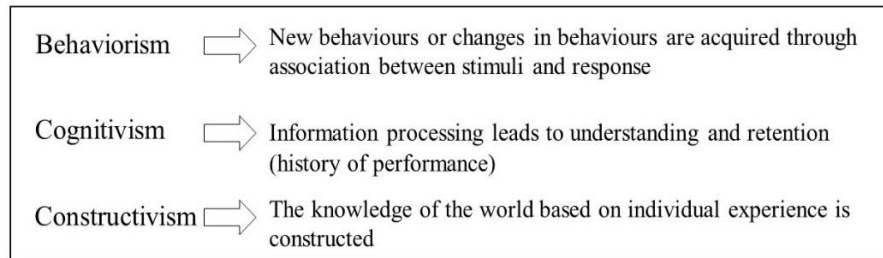 Behaviorism
New behaviours or changes in behaviours are acquired through
association between stimuli and response
Cognitivism
Information processing leads to understanding and retention
(history of performance)
Constructivism
The knowledge of the world based on individual experience is
constructed